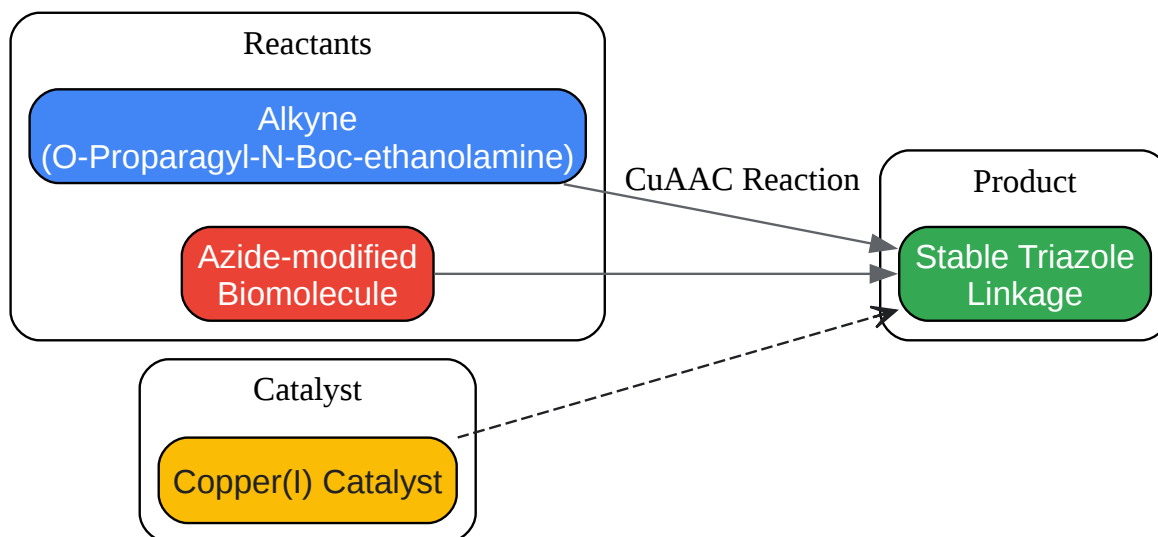 Reactants
Alkyne
(O-Proparagyl-N-Boc-ethanolamine)
CuAAC Reaction
Product
Azide-modified
Biomolecule
Stable Triazole
Linkage
Catalyst
Copper(I) Catalyst